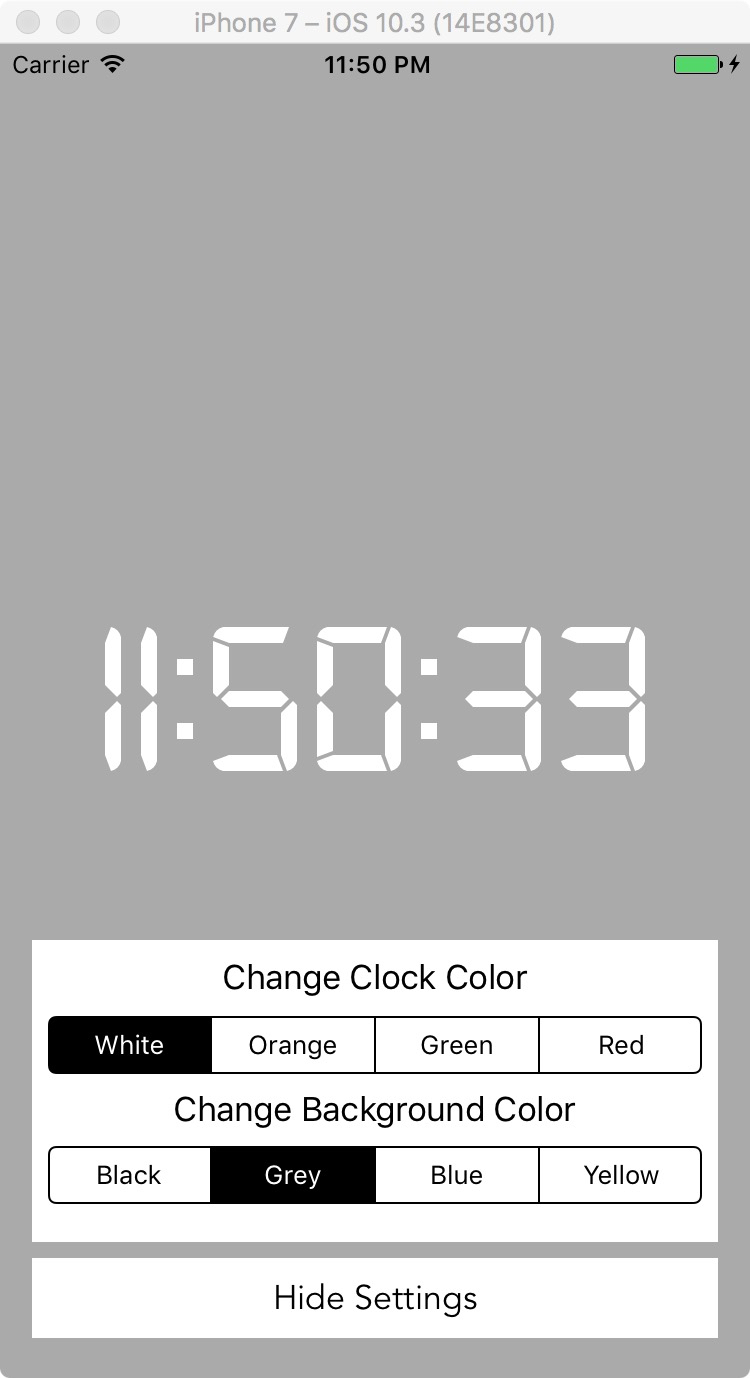 iPhone 7 – iOS 10.3 (14E8301)
Carrier 11:50 PM
11:50:33
Change Clock Color
White Orange Green Red
Change Background Color
Black Grey Blue Yellow
Hide Settings